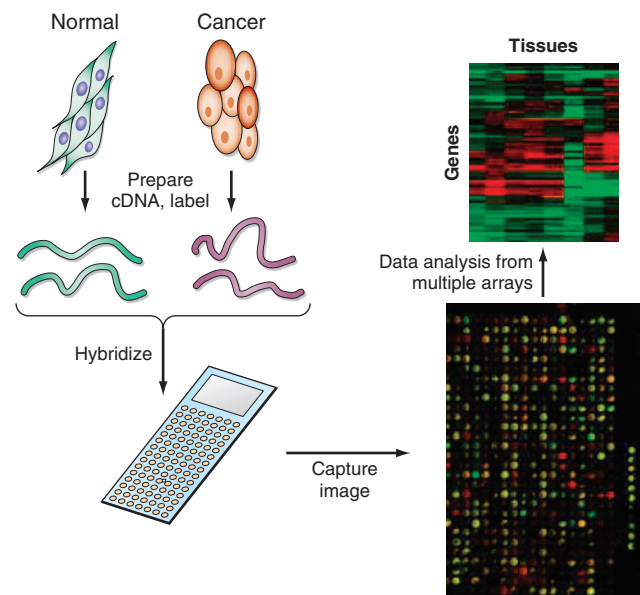 Normal
Cancer
Prepare
cDNA, label
Hybridize
Capture
image
Data analysis from
multiple arrays
Tissues
Genes